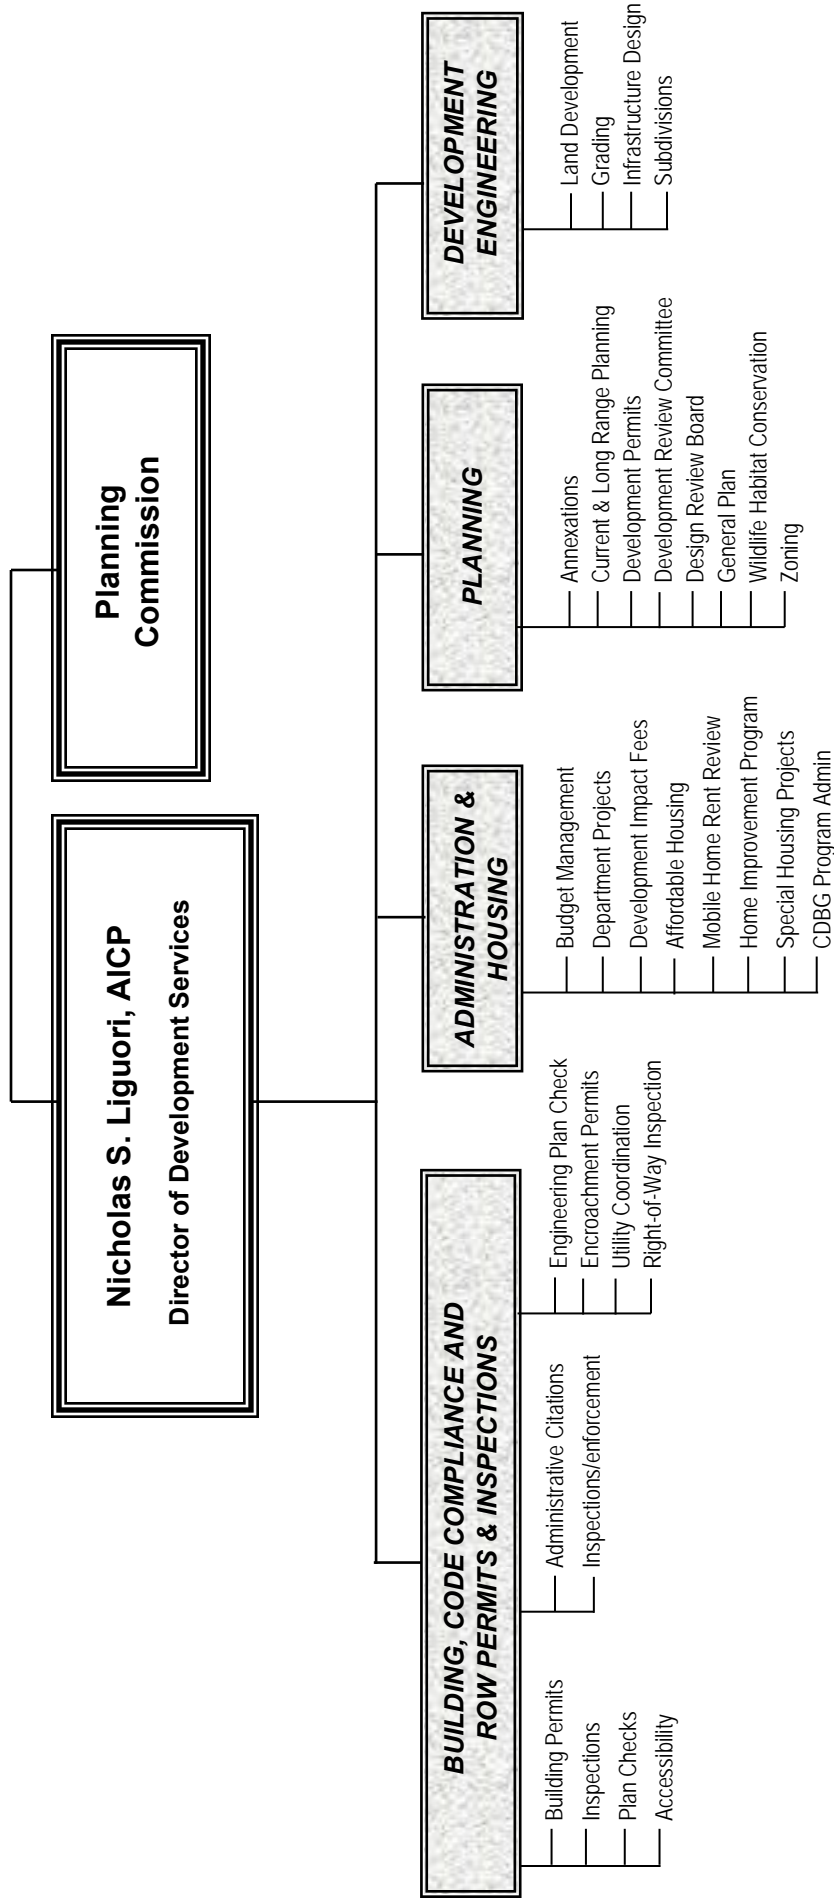 Nicholas S. Liguori, AICP
Director of Development Services
Planning
Commission
BUILDING, CODE COMPLIANCE AND
ROW PERMITS & INSPECTIONS
Building Permits
Inspections
Plan Checks
Accessibility
Administrative Citations
Inspections/enforcement
Engineering Plan Check
Encroachment Permits
Utility Coordination
Right-of-Way Inspection
ADMINISTRATION &
HOUSING
Budget Management
Department Projects
Development Impact Fees
Affordable Housing
Mobile Home Rent Review
Home Improvement Program
Special Housing Projects
CDBG Program Admin
PLANNING
Annexations
Current & Long Range Planning
Development Permits
Development Review Committee
Design Review Board
General Plan
Wildlife Habitat Conservation
Zoning
DEVELOPMENT
ENGINEERING
Land Development
Grading
Infrastructure Design
Subdivisions